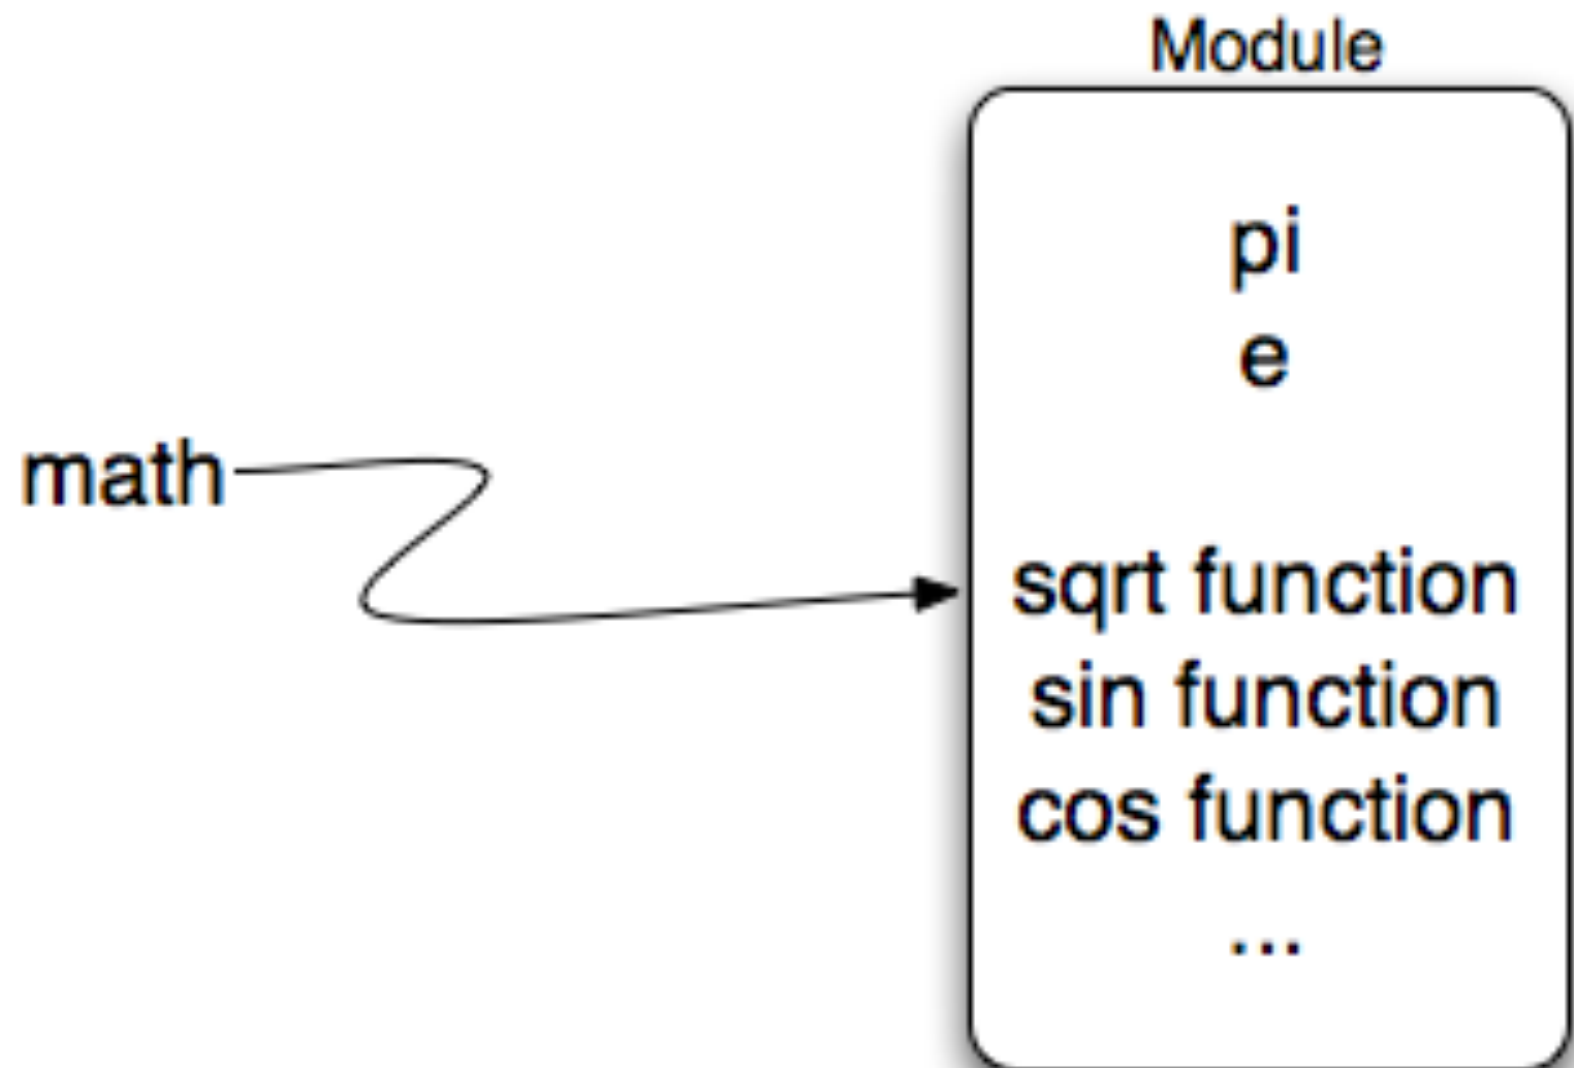 Module
pi
e
math
sqrt function
sin function
cos function
...